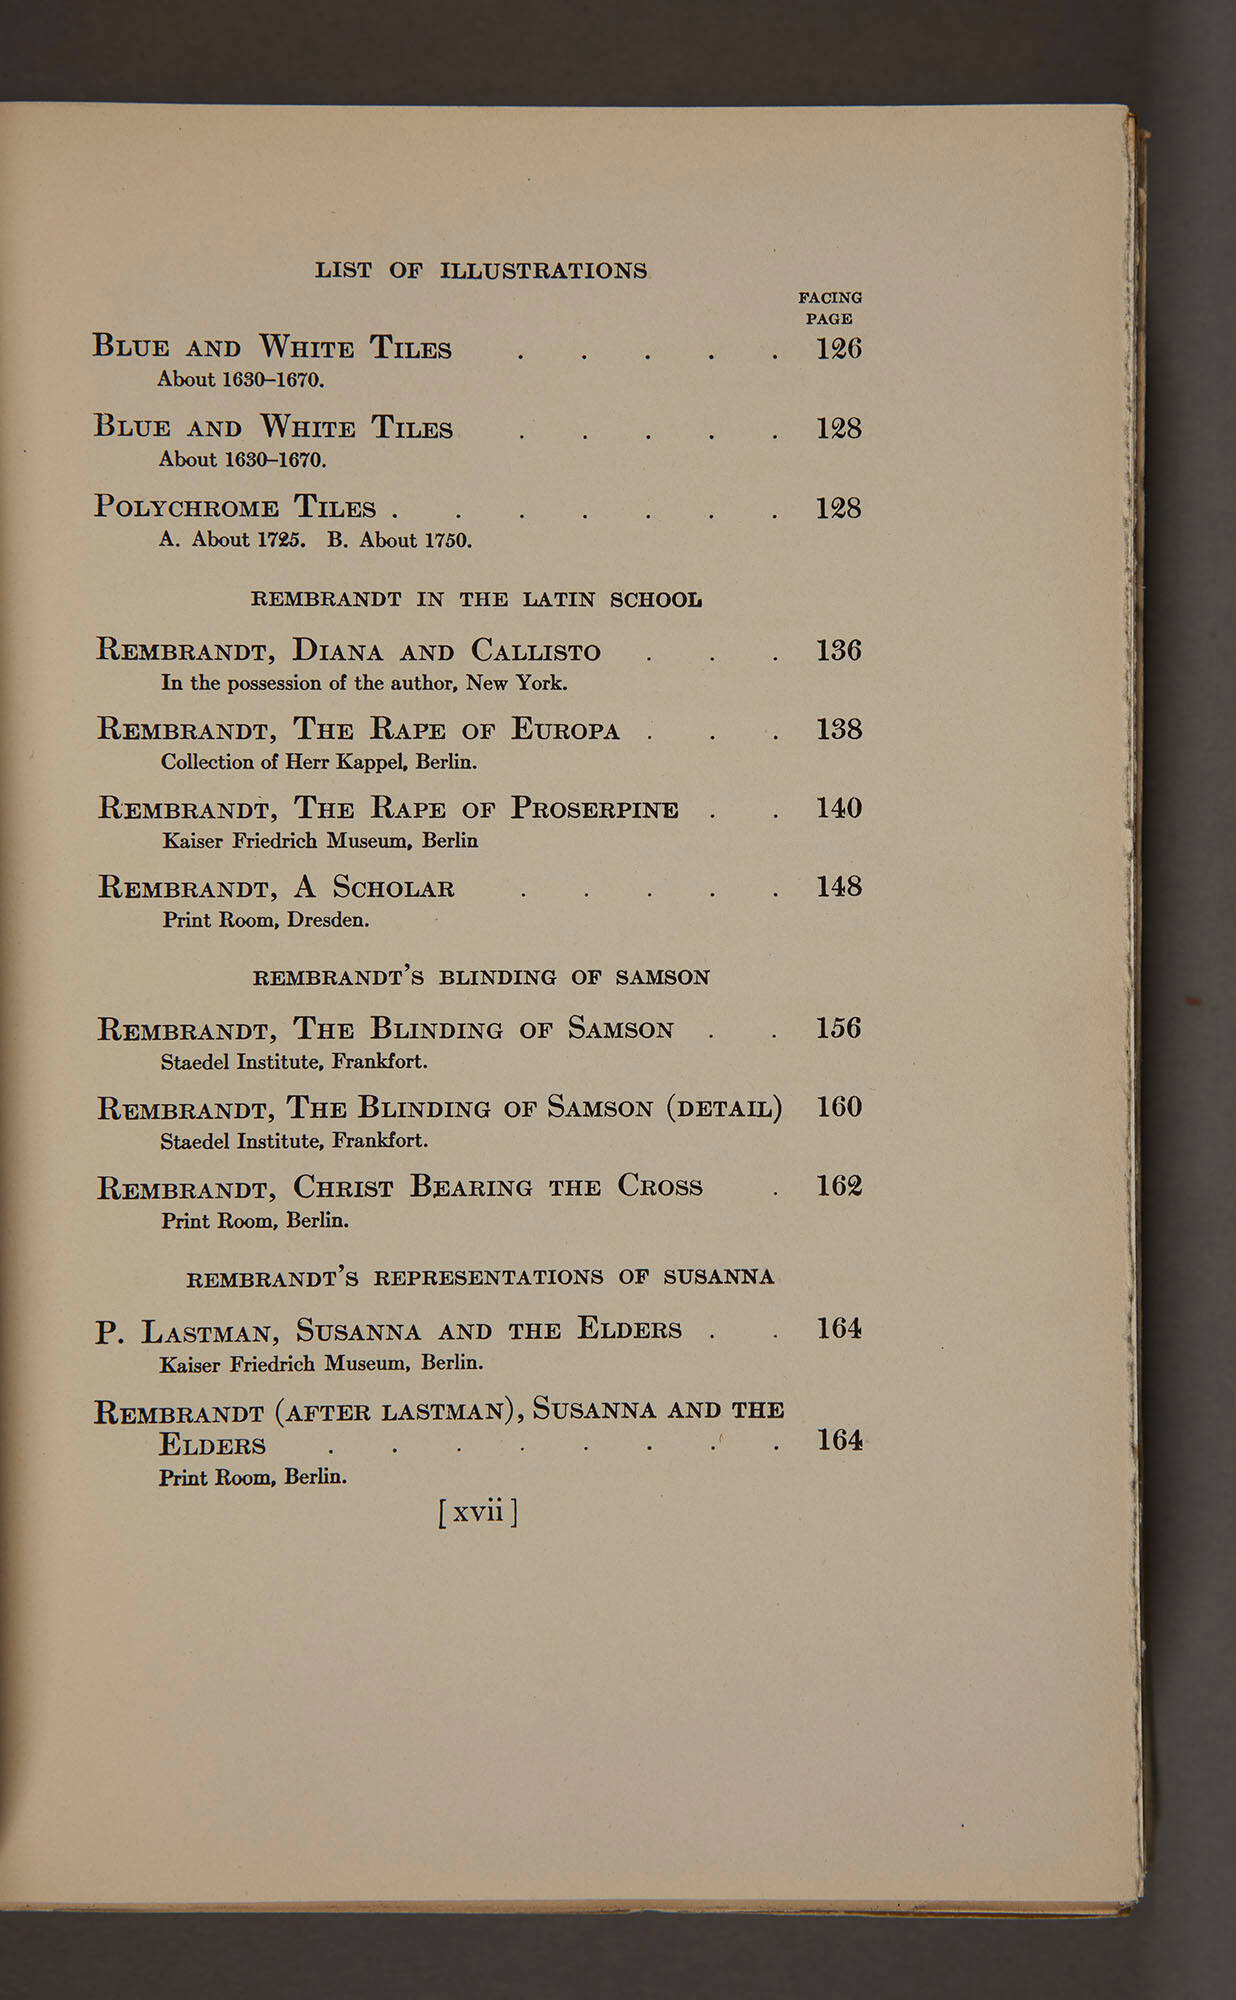 LIST OF ILLUSTRATIONS
FACING
PAGE
BLUE AND WHITE TILES . . . . . 126
About 1630–1670.
BLUE AND WHITE TILES . . . . . 128
About 1630–1670.
POLYCHROME TILES . . . . . . . 128
A. About 1725. B. About 1750.
REMBRANDT IN THE LATIN SCHOOL
REMBRANDT, DIANA AND CALLISTO . . . 136
In the possession of the author, New York.
REMBRANDT, THE RAPE OF EUROPA . . . 138
Collection of Herr Kappel, Berlin.
REMBRANDT, THE RAPE OF PROSERPINE . . 140
Kaiser Friedrich Museum, Berlin
REMBRANDT, A SCHOLAR . . . . . 148
Print Room, Dresden.
REMBRANDT'S BLINDING OF SAMSON
REMBRANDT, THE BLINDING OF SAMSON . . 156
Staedel Institute, Frankfort.
REMBRANDT, THE BLINDING OF SAMSON (DETAIL) 160
Staedel Institute, Frankfort.
REMBRANDT, CHRIST BEARING THE CROSS . 162
Print Room, Berlin.
REMBRANDT'S REPRESENTATIONS OF SUSANNA
P. LASTMAN, SUSANNA AND THE ELDERS . . 164
Kaiser Friedrich Museum, Berlin.
REMBRANDT (AFTER LASTMAN), SUSANNA AND THE
ELDERS . . . . . . . . 164
Print Room, Berlin.
[ xvii ]